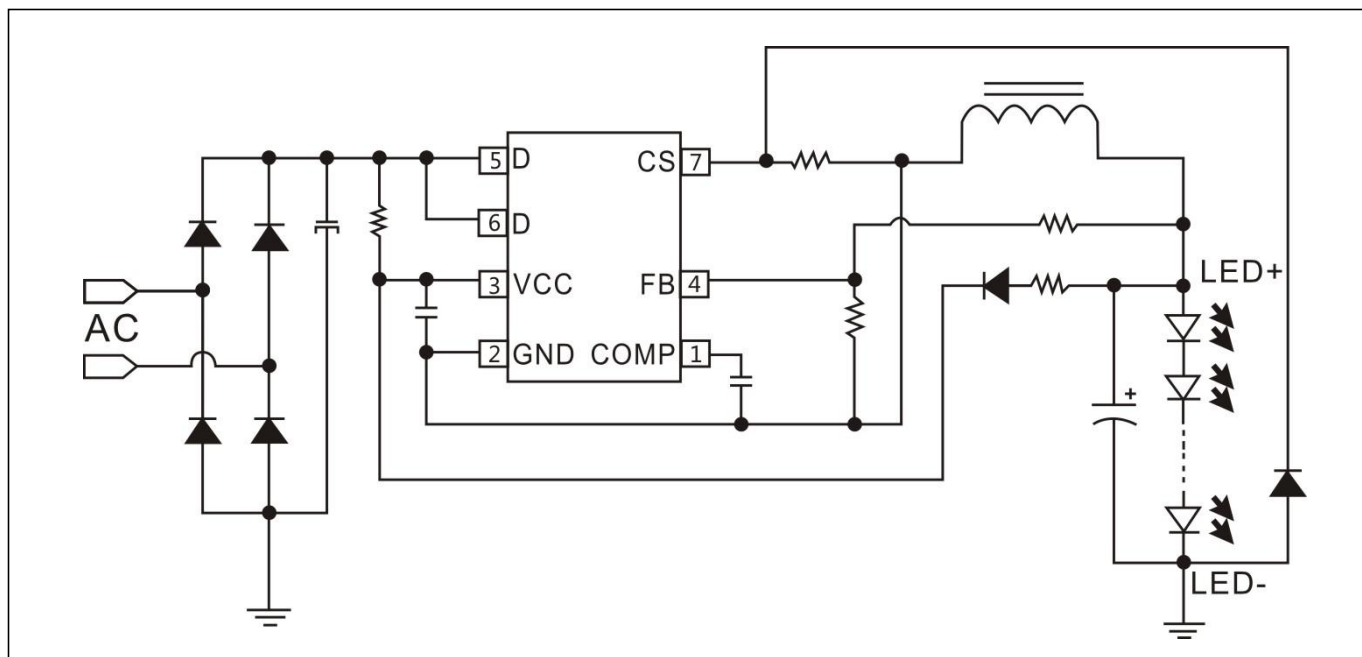 5 D CS 7
6 D
3 VCC FB 4
LED+
AC
2 GND COMP 1
+
LED-